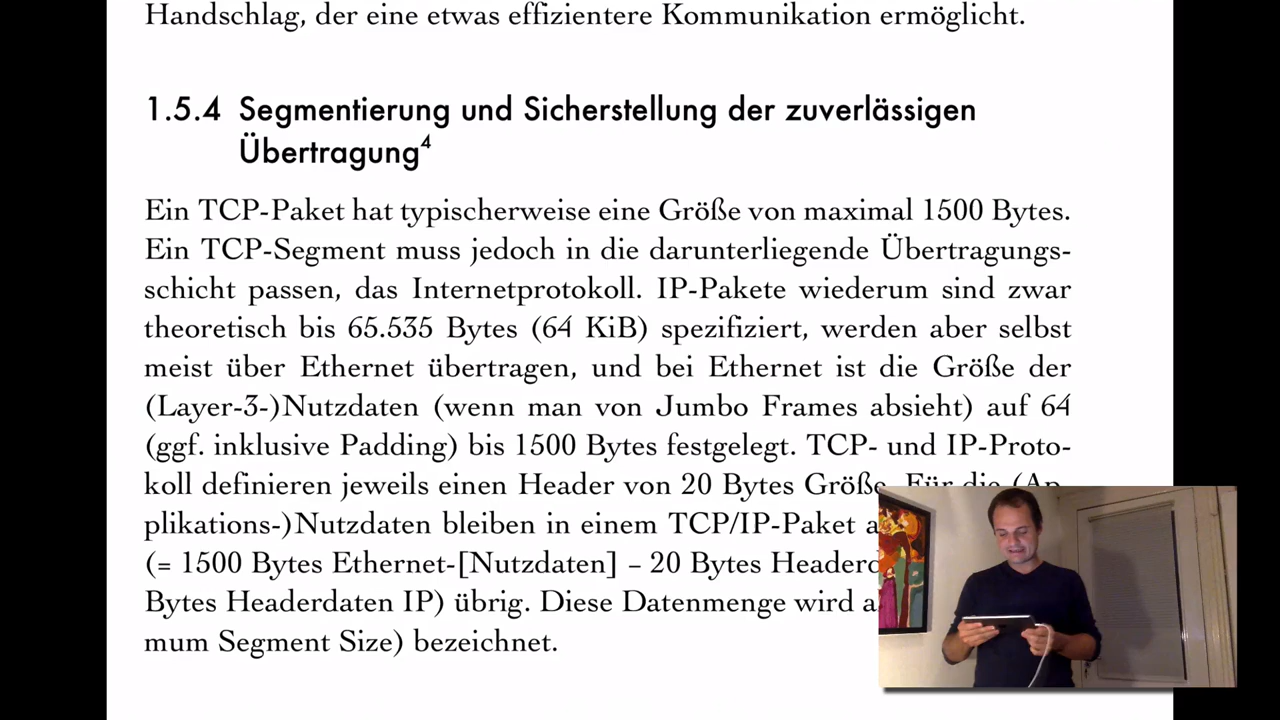 Handschlag, der eine etwas effizientere Kommunikation ermöglicht.
1.5.4 Segmentierung und Sicherstellung der zuverlässigen
Übertragung4
Ein TCP-Paket hat typischerweise eine Größe von maximal 1500 Bytes.
Ein TCP-Segment muss jedoch in die darunterliegende Übertragungs-
schicht passen, das Internetprotokoll. IP-Pakete wiederum sind zwar
theoretisch bis 65.535 Bytes (64 KiB) spezifiziert, werden aber selbst
meist über Ethernet übertragen, und bei Ethernet ist die Größe der
(Layer-3-)Nutzdaten (wenn man von Jumbo Frames absieht) auf 64
(ggf. inklusive Padding) bis 1500 Bytes festgelegt. TCP- und IP-Proto-
koll definieren jeweils einen Header von 20 Bytes Größe. Für die (Ap-
plikations-)Nutzdaten bleiben in einem TCP/IP-Paket
(= 1500 Bytes Ethernet-[Nutzdaten] – 20 Bytes
Bytes Headerdaten IP) übrig. Diese Datenmenge wird
mum Segment Size) bezeichnet.